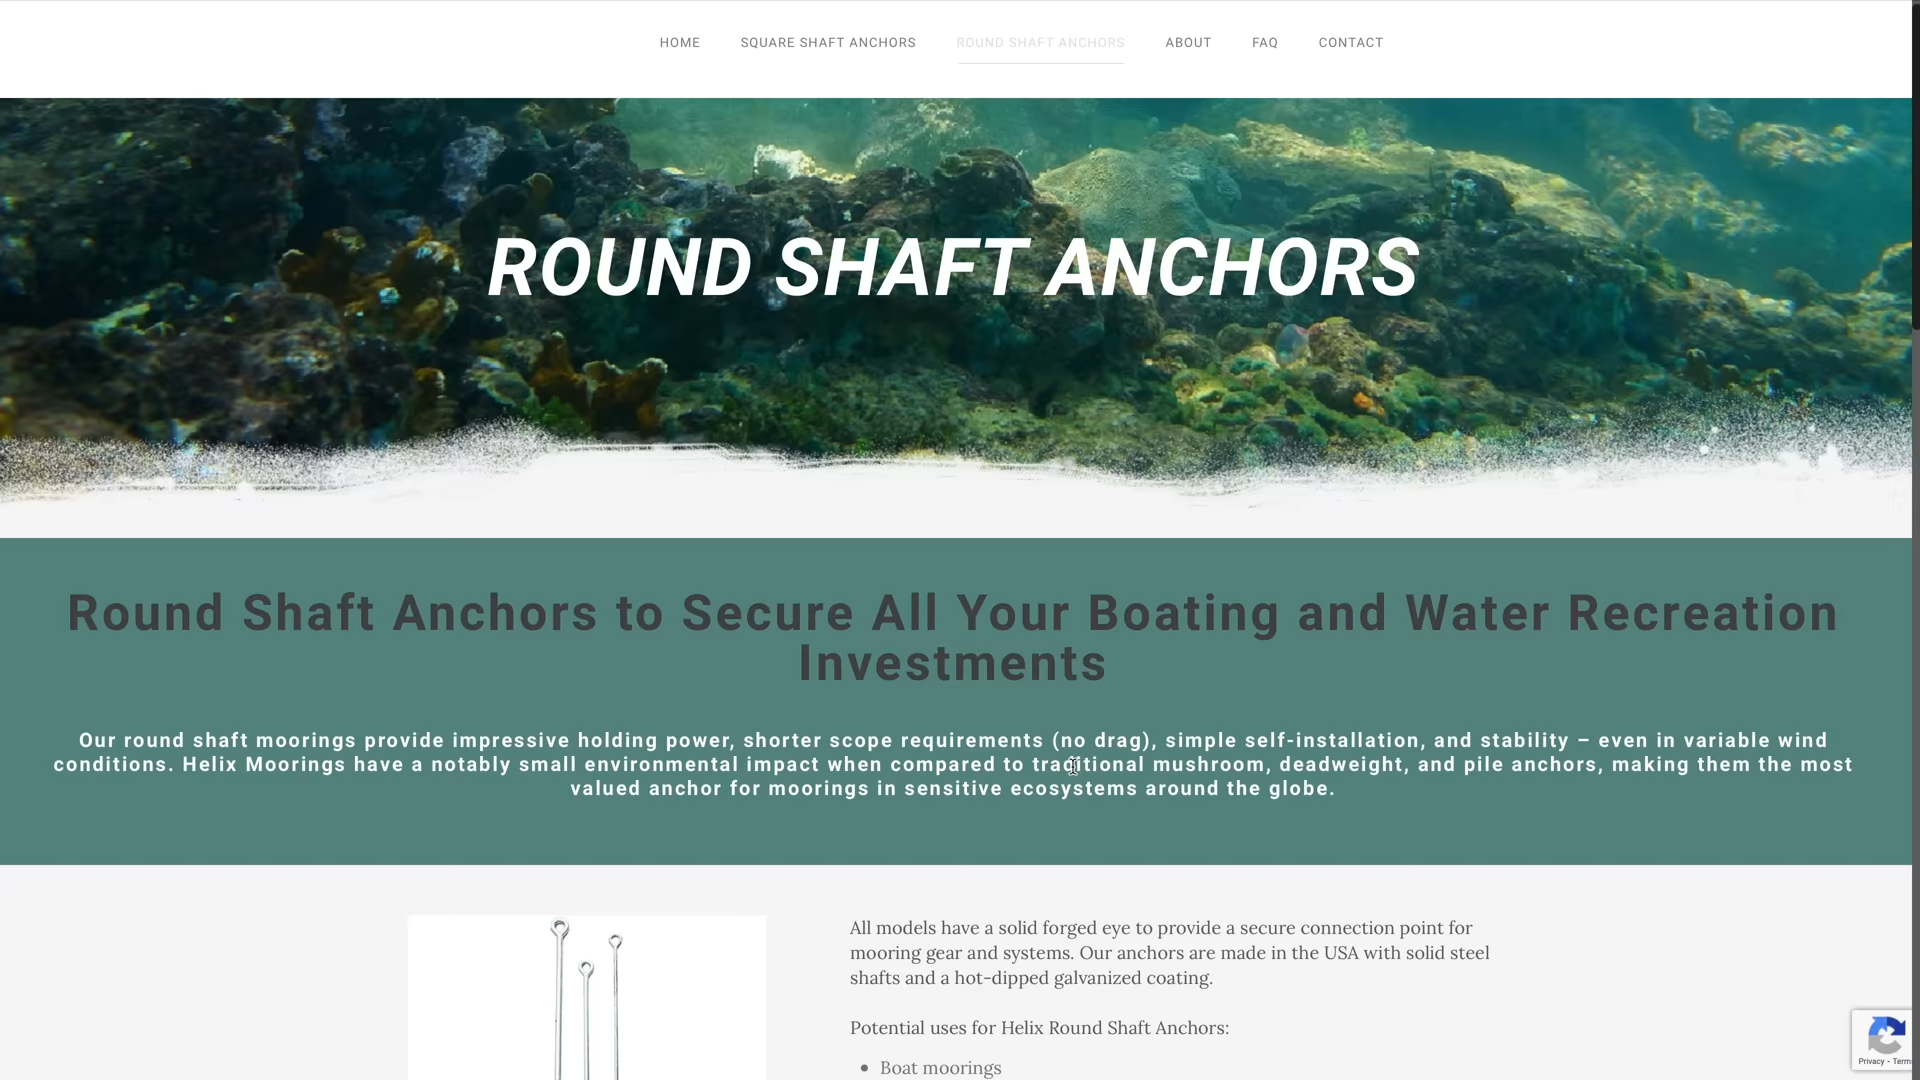 HOME SQUARE SHAFT ANCHORS ROUND SHAFT ANCHORS ABOUT FAQ CONTACT
ROUND SHAFT ANCHORS
Round Shaft Anchors to Secure All Your Boating and Water Recreation
Investments
Our round shaft moorings provide impressive holding power, shorter scope requirements (no drag), simple self-installation, and stability – even in variable wind
conditions. Helix Moorings have a notably small environmental impact when compared to traditional mushroom, deadweight, and pile anchors, making them the most
valued anchor for moorings in sensitive ecosystems around the globe.
All models have a solid forged eye to provide a secure connection point for
mooring gear and systems. Our anchors are made in the USA with solid steel
shafts and a hot-dipped galvanized coating.
Potential uses for Helix Round Shaft Anchors:
• Boat moorings
Privacy - Term